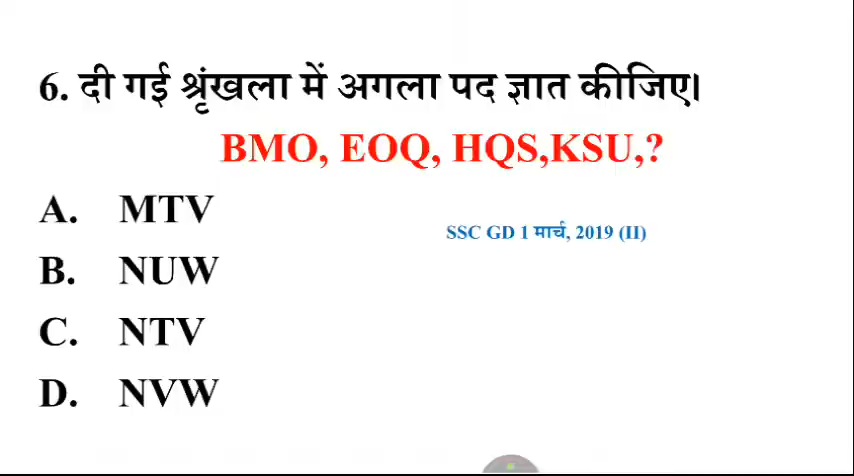 6. दी गई श्रृंखला में अगला पद ज्ञात कीजिए।
BMO, EOQ, HQS,KSU,?
A. MTV
SSC GD 1 मार्च, 2019 (II)
B. NUW
C. NTV
D. NVW